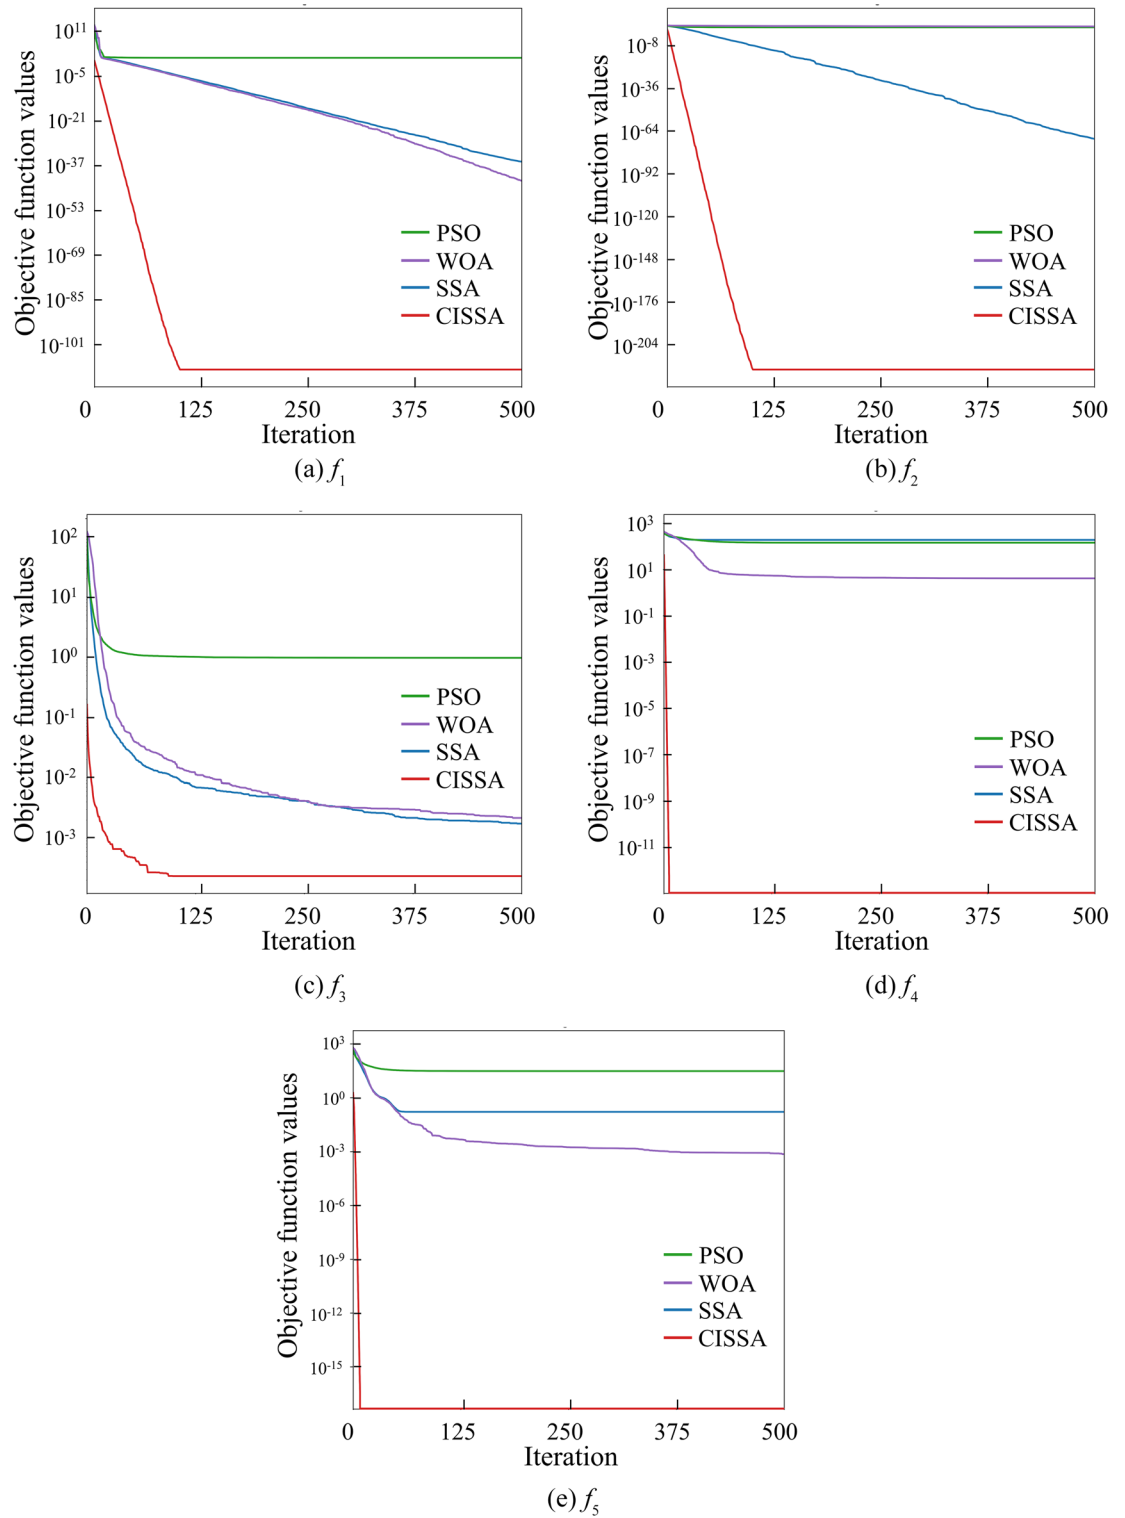 Objective function values
10^11
10^-5
10^-21
10^-37
10^-53
10^-69
10^-85
10^-101
PSO
WOA
SSA
CISSA
0 125 250 375 500
Iteration
(a) f_1
Objective function values
10^-8
10^-36
10^-64
10^-92
10^-120
10^-148
10^-176
10^-204
PSO
WOA
SSA
CISSA
0 125 250 375 500
Iteration
(b) f_2
Objective function values
10^2
10^1
10^0
10^-1
10^-2
10^-3
PSO
WOA
SSA
CISSA
0 125 250 375 500
Iteration
(c) f_3
Objective function values
10^3
10^1
10^-1
10^-3
10^-5
10^-7
10^-9
10^-11
PSO
WOA
SSA
CISSA
0 125 250 375 500
Iteration
(d) f_4
Objective function values
10^3
10^0
10^-3
10^-6
10^-9
10^-12
10^-15
PSO
WOA
SSA
CISSA
0 125 250 375 500
Iteration
(e) f_5